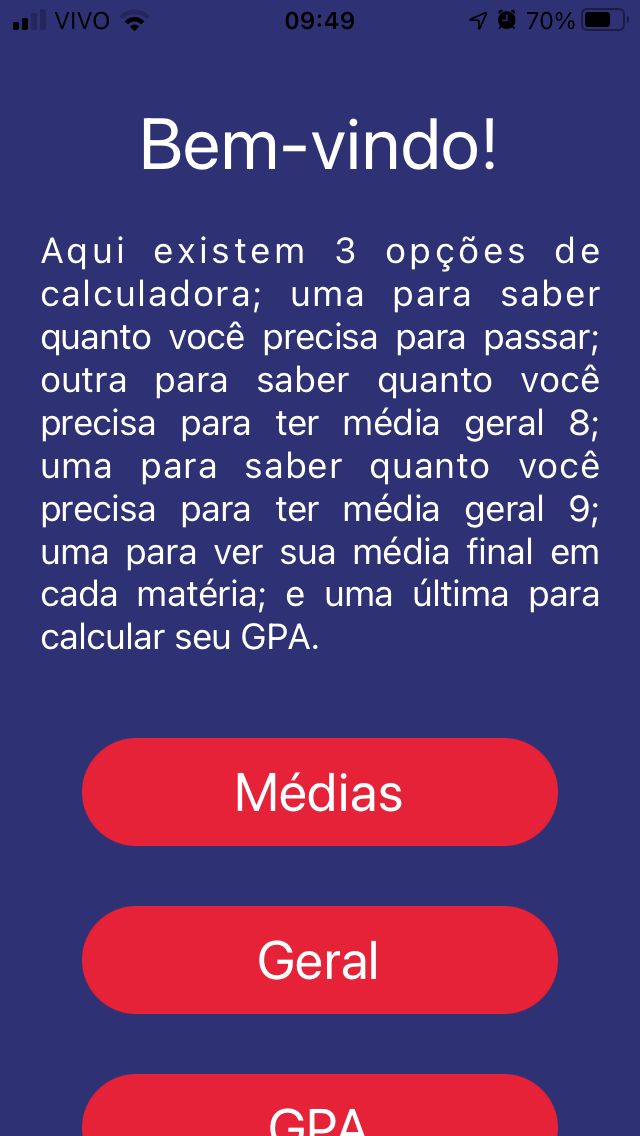 VIVO 09:49 70%
Bem-vindo!
Aqui existem 3 opções de
calculadora; uma para saber
quanto você precisa para passar;
outra para saber quanto você
precisa para ter média geral 8;
uma para saber quanto você
precisa para ter média geral 9;
uma para ver sua média final em
cada matéria; e uma última para
calcular seu GPA.
Médias
Geral
GPA